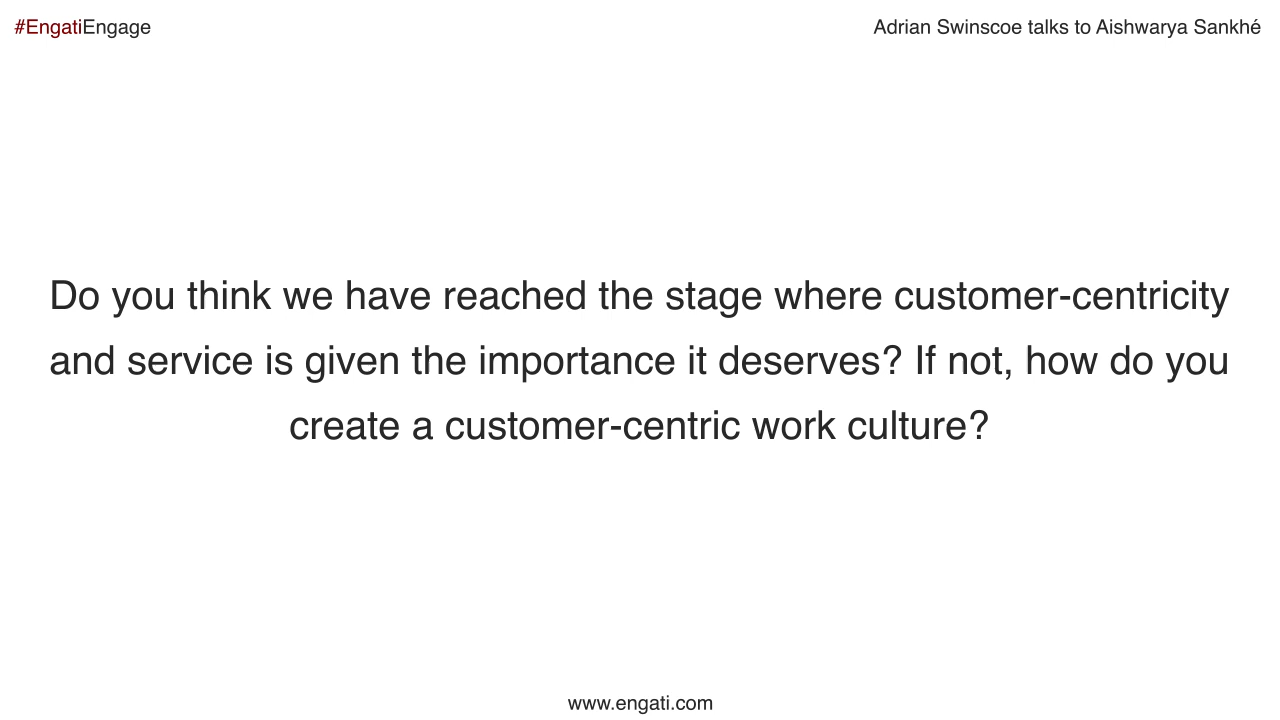 #EngatiEngage
Adrian Swinscoe talks to Aishwarya Sankhé
Do you think we have reached the stage where customer-centricity
and service is given the importance it deserves? If not, how do you
create a customer-centric work culture?
www.engati.com